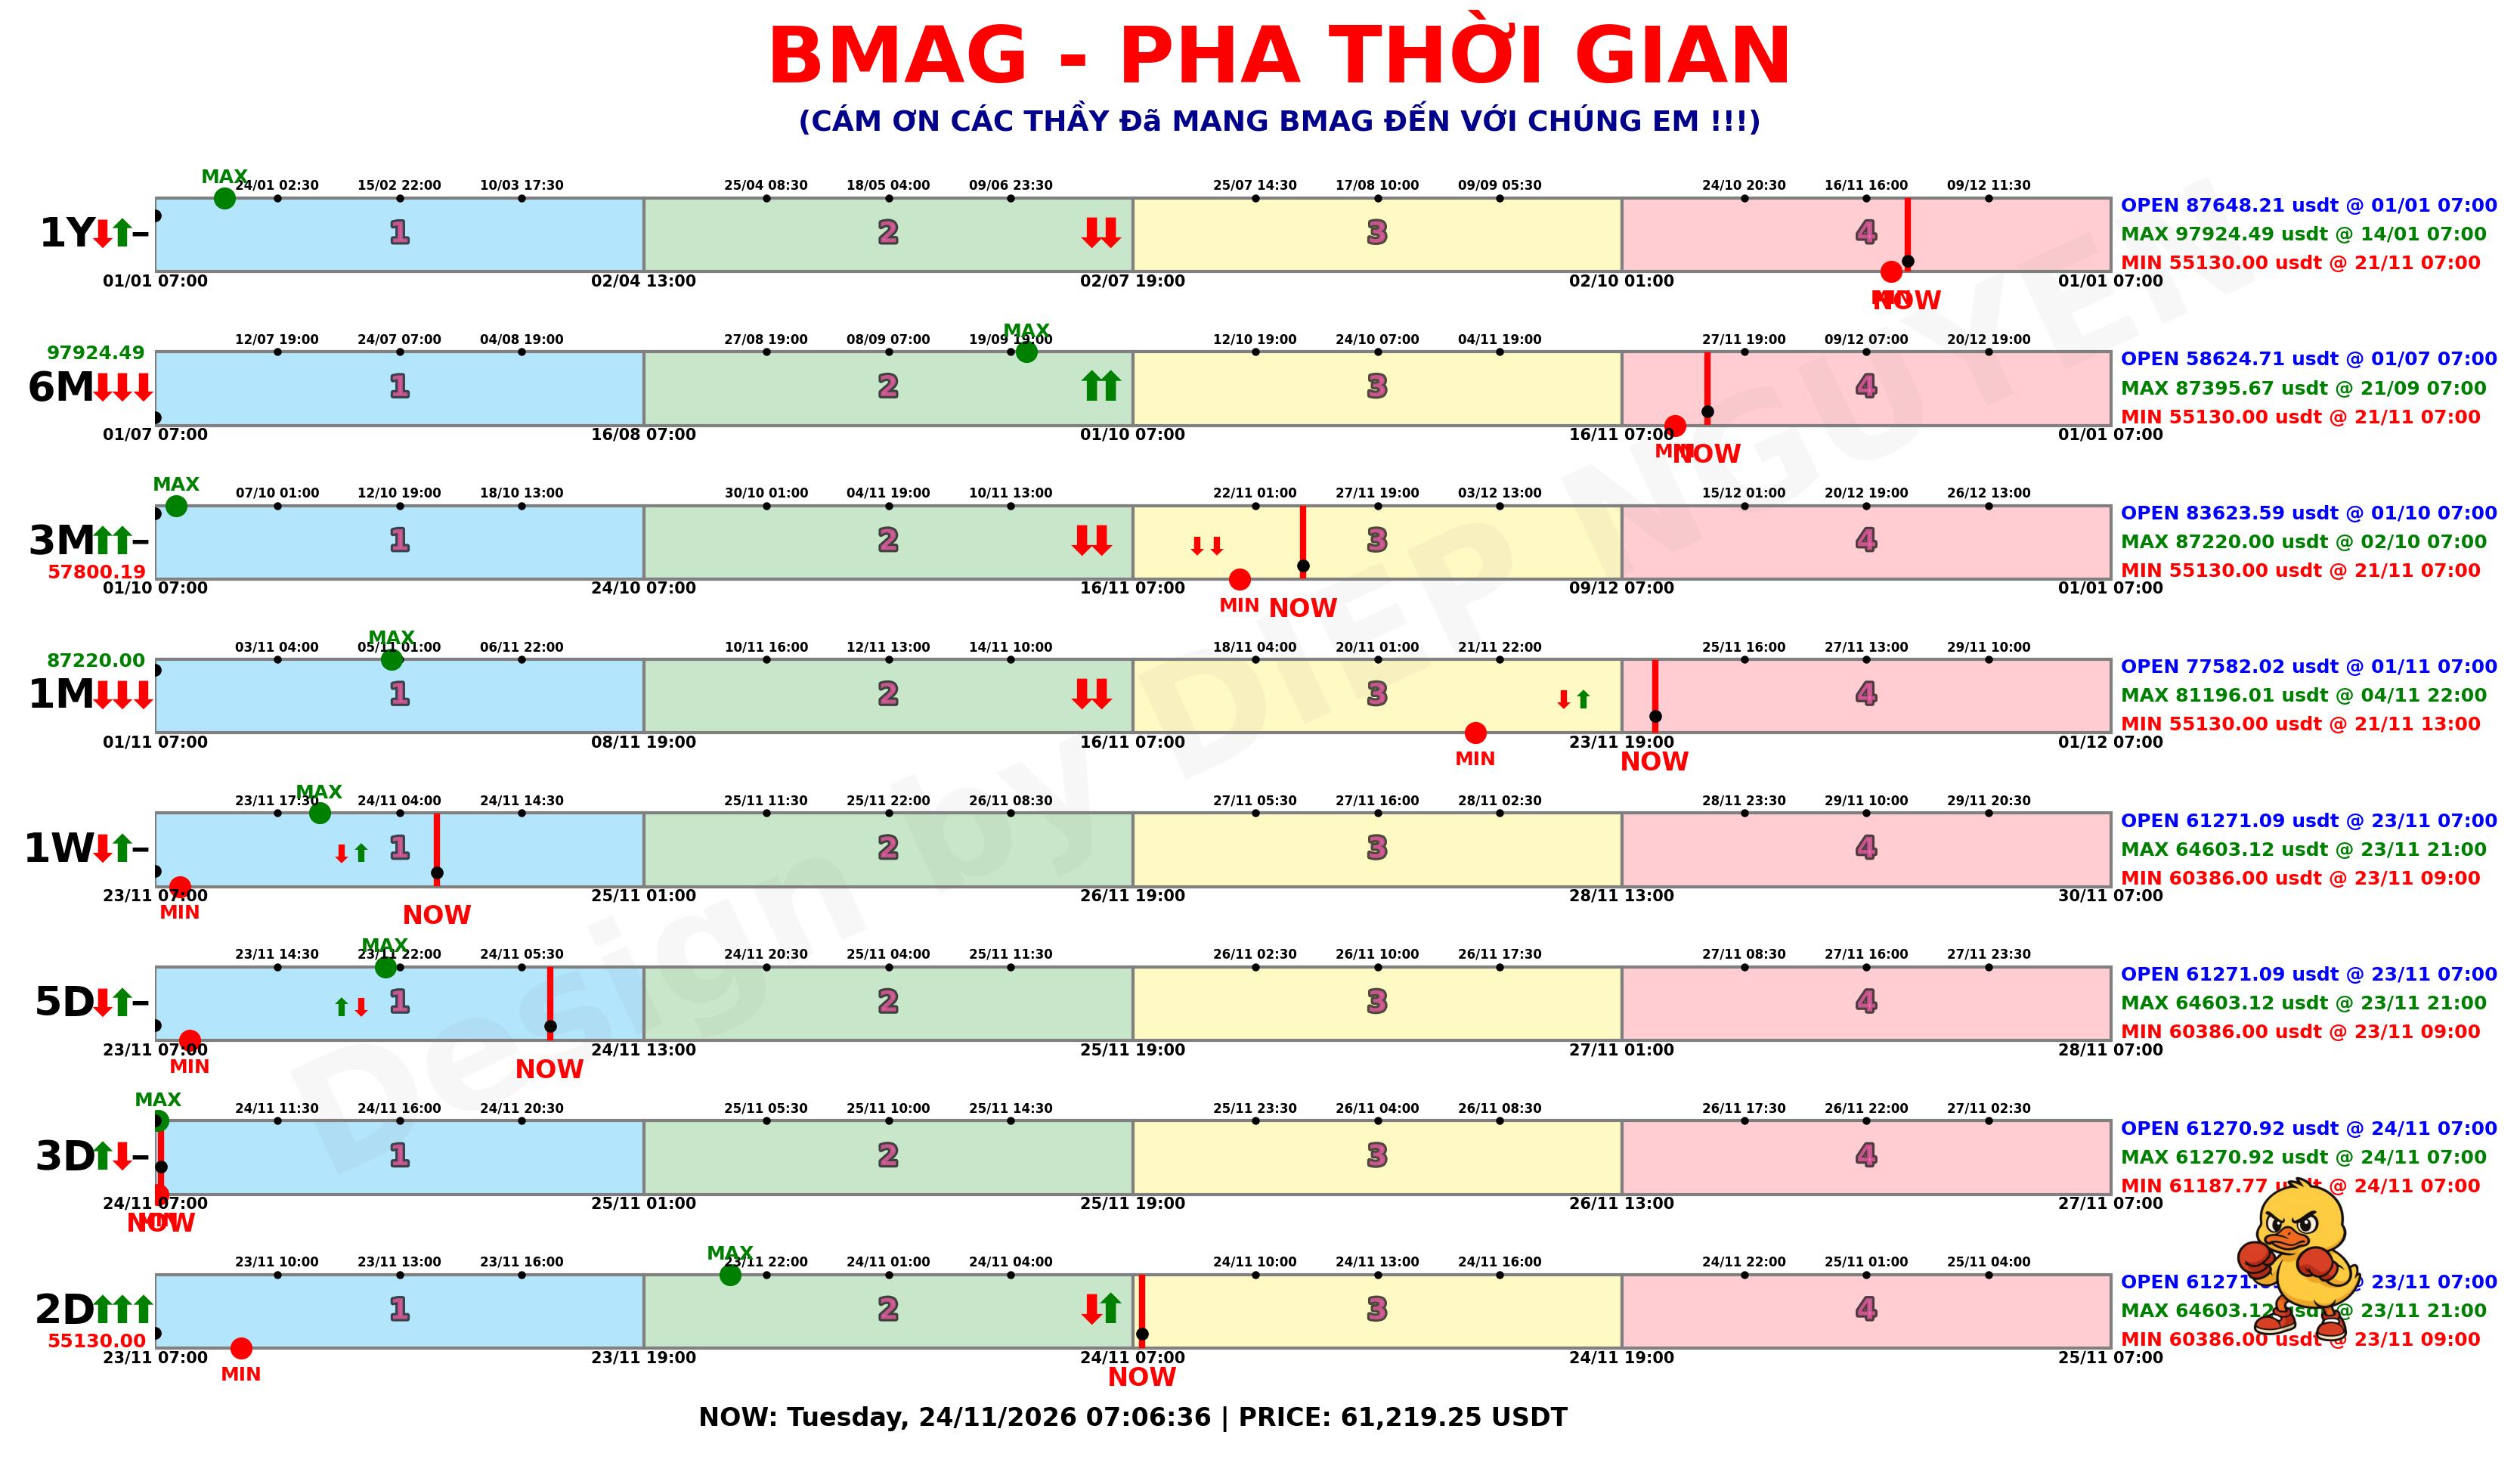 BMAG - PHA THỜI GIAN
(CÁM ƠN CÁC THẦY Đã MANG BMAG ĐẾN VỚI CHÚNG EM !!!)
MAX
24/01 02:30 15/02 22:00 10/03 17:30 25/04 08:30 18/05 04:00 09/06 23:30 25/07 14:30 17/08 10:00 09/09 05:30 24/10 20:30 16/11 16:00 09/12 11:30
OPEN 87648.21 usdt @ 01/01 07:00
1Y 1 2 3 4
MAX 97924.49 usdt @ 14/01 07:00
MIN 55130.00 usdt @ 21/11 07:00
01/01 07:00 02/04 13:00 02/07 19:00 02/10 01:00 01/01 07:00
MIN NOW
MAX
12/07 19:00 24/07 07:00 04/08 19:00 27/08 19:00 08/09 07:00 19/09 19:00 12/10 19:00 24/10 07:00 04/11 19:00 27/11 19:00 09/12 07:00 20/12 19:00
97924.49
OPEN 58624.71 usdt @ 01/07 07:00
6M 1 2 3 4
MAX 87395.67 usdt @ 21/09 07:00
MIN 55130.00 usdt @ 21/11 07:00
01/07 07:00 16/08 07:00 01/10 07:00 16/11 07:00 01/01 07:00
MIN NOW
MAX
07/10 01:00 12/10 19:00 18/10 13:00 30/10 01:00 04/11 19:00 10/11 13:00 22/11 01:00 27/11 19:00 03/12 13:00 15/12 01:00 20/12 19:00 26/12 13:00
OPEN 83623.59 usdt @ 01/10 07:00
3M 1 2 3 4
MAX 87220.00 usdt @ 02/10 07:00
57800.19
MIN 55130.00 usdt @ 21/11 07:00
01/10 07:00 24/10 07:00 16/11 07:00 09/12 07:00 01/01 07:00
MIN NOW
MAX
03/11 04:00 05/11 01:00 06/11 22:00 10/11 16:00 12/11 13:00 14/11 10:00 18/11 04:00 20/11 01:00 21/11 22:00 25/11 16:00 27/11 13:00 29/11 10:00
87220.00
OPEN 77582.02 usdt @ 01/11 07:00
1M 1 2 3 4
MAX 81196.01 usdt @ 04/11 22:00
MIN 55130.00 usdt @ 21/11 13:00
01/11 07:00 08/11 19:00 16/11 07:00 23/11 19:00 01/12 07:00
MIN NOW
MAX
23/11 17:30 24/11 04:00 24/11 14:30 25/11 11:30 25/11 22:00 26/11 08:30 27/11 05:30 27/11 16:00 28/11 02:30 28/11 23:30 29/11 10:00 29/11 20:30
OPEN 61271.09 usdt @ 23/11 07:00
1W 1 2 3 4
MAX 64603.12 usdt @ 23/11 21:00
MIN 60386.00 usdt @ 23/11 09:00
23/11 07:00 25/11 01:00 26/11 19:00 28/11 13:00 30/11 07:00
MIN NOW
MAX
23/11 14:30 23/11 22:00 24/11 05:30 24/11 20:30 25/11 04:00 25/11 11:30 26/11 02:30 26/11 10:00 26/11 17:30 27/11 08:30 27/11 16:00 27/11 23:30
OPEN 61271.09 usdt @ 23/11 07:00
5D 1 2 3 4
MAX 64603.12 usdt @ 23/11 21:00
MIN 60386.00 usdt @ 23/11 09:00
23/11 07:00 24/11 13:00 25/11 19:00 27/11 01:00 28/11 07:00
MIN NOW
MAX
24/11 11:30 24/11 16:00 24/11 20:30 25/11 05:30 25/11 10:00 25/11 14:30 25/11 23:30 26/11 04:00 26/11 08:30 26/11 17:30 26/11 22:00 27/11 02:30
OPEN 61270.92 usdt @ 24/11 07:00
3D 1 2 3 4
MAX 61270.92 usdt @ 24/11 07:00
MIN 61187.77 usdt @ 24/11 07:00
24/11 07:00 25/11 01:00 25/11 19:00 26/11 13:00 27/11 07:00
MIN NOW
MAX
23/11 10:00 23/11 13:00 23/11 16:00 23/11 22:00 24/11 01:00 24/11 04:00 24/11 10:00 24/11 13:00 24/11 16:00 24/11 22:00 25/11 01:00 25/11 04:00
OPEN 23/11 07:00
2D 1 2 3 4
MAX 64603.12 usdt @ 23/11 21:00
55130.00
MIN 60386.00 usdt @ 23/11 09:00
23/11 07:00 23/11 19:00 24/11 07:00 24/11 19:00 25/11 07:00
MIN NOW
NOW: Tuesday, 24/11/2026 07:06:36 | PRICE: 61,219.25 USDT
Design by DIEP NGUYEN